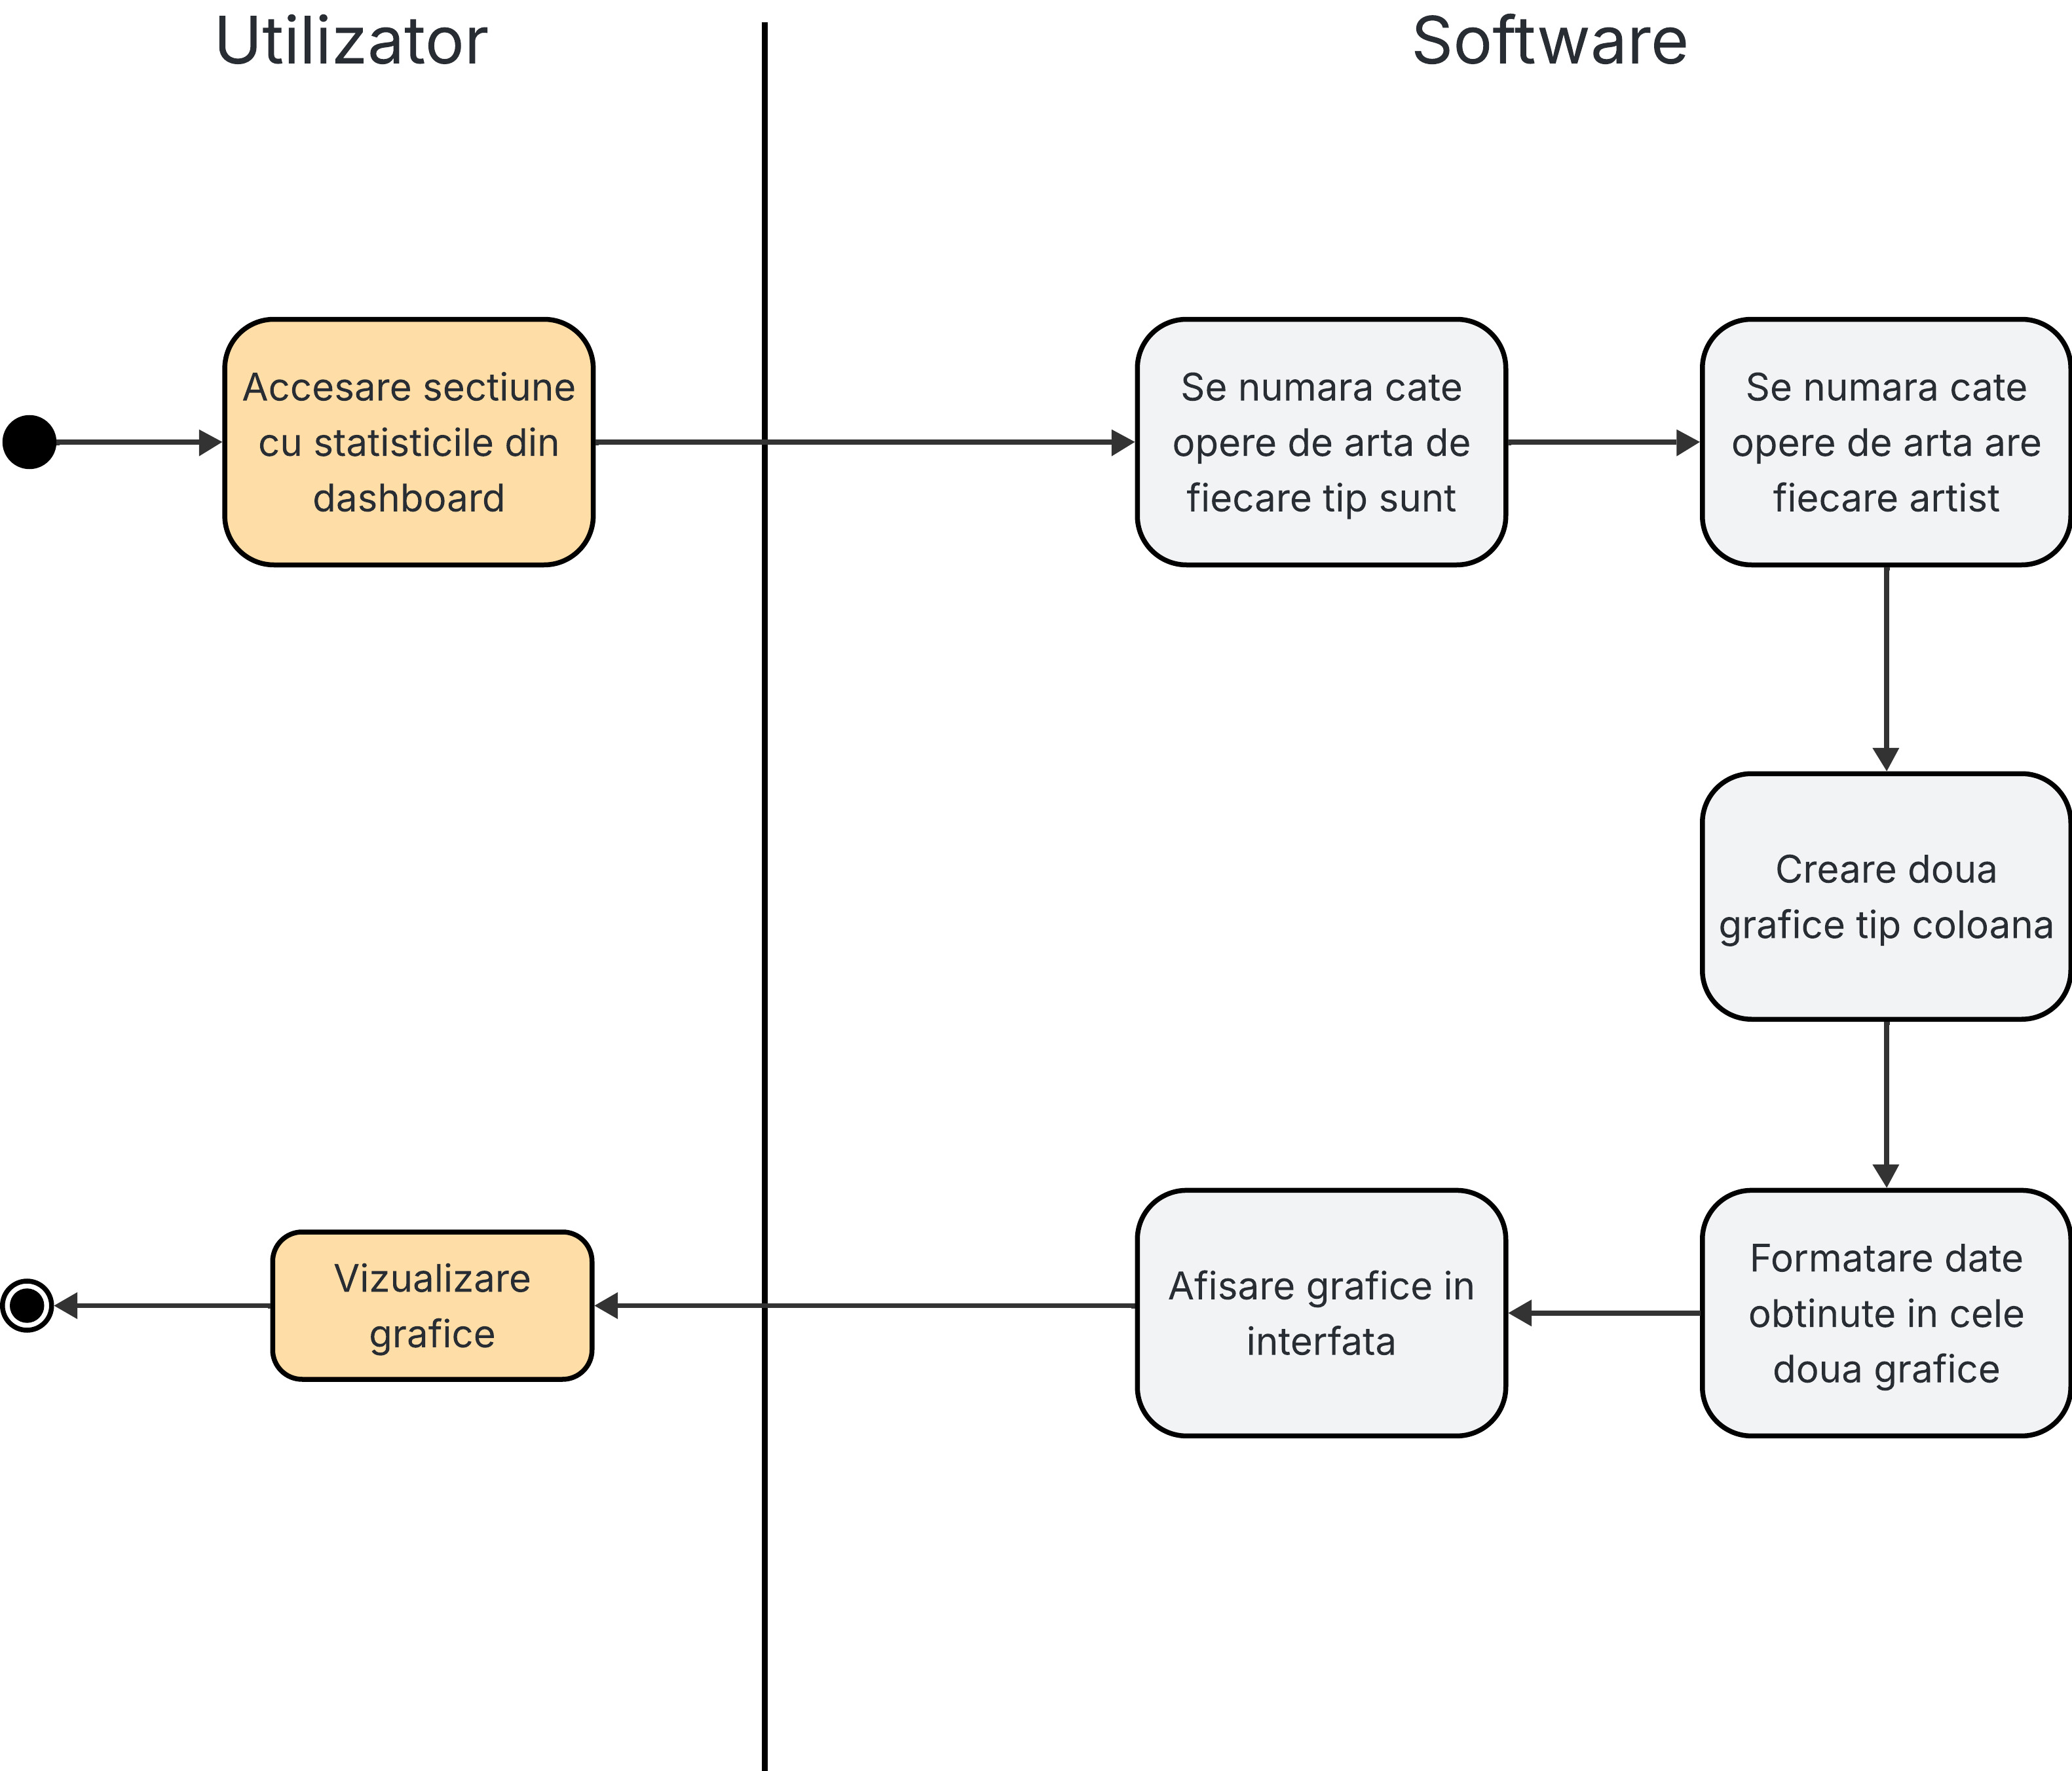 Utilizator
Software
Accesare sectiune
cu statisticile din
dashboard
Se numara cate
opere de arta de
fiecare tip sunt
Se numara cate
opere de arta are
fiecare artist
Creare doua
grafice tip coloana
Formatare date
obtinute in cele
doua grafice
Afisare grafice in
interfata
Vizualizare
grafice